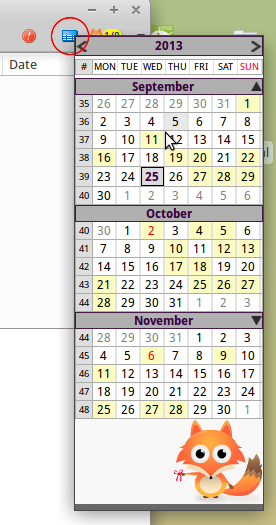 1/8
Date
2013
# MON TUE WED THU FRI SAT SUN
September
35 26 27 28 29 30 31 1
36 2 3 4 5 6 7 8
37 9 10 11 12 13 14 15
38 16 17 18 19 20 21 22
39 23 24 25 26 27 28 29
40 30 1 2 3 4 5 6
October
40 30 1 2 3 4 5 6
41 7 8 9 10 11 12 13
42 14 15 16 17 18 19 20
43 21 22 23 24 25 26 27
44 28 29 30 31 1 2 3
November
44 28 29 30 31 1 2 3
45 4 5 6 7 8 9 10
46 11 12 13 14 15 16 17
47 18 19 20 21 22 23 24
48 25 26 27 28 29 30 1